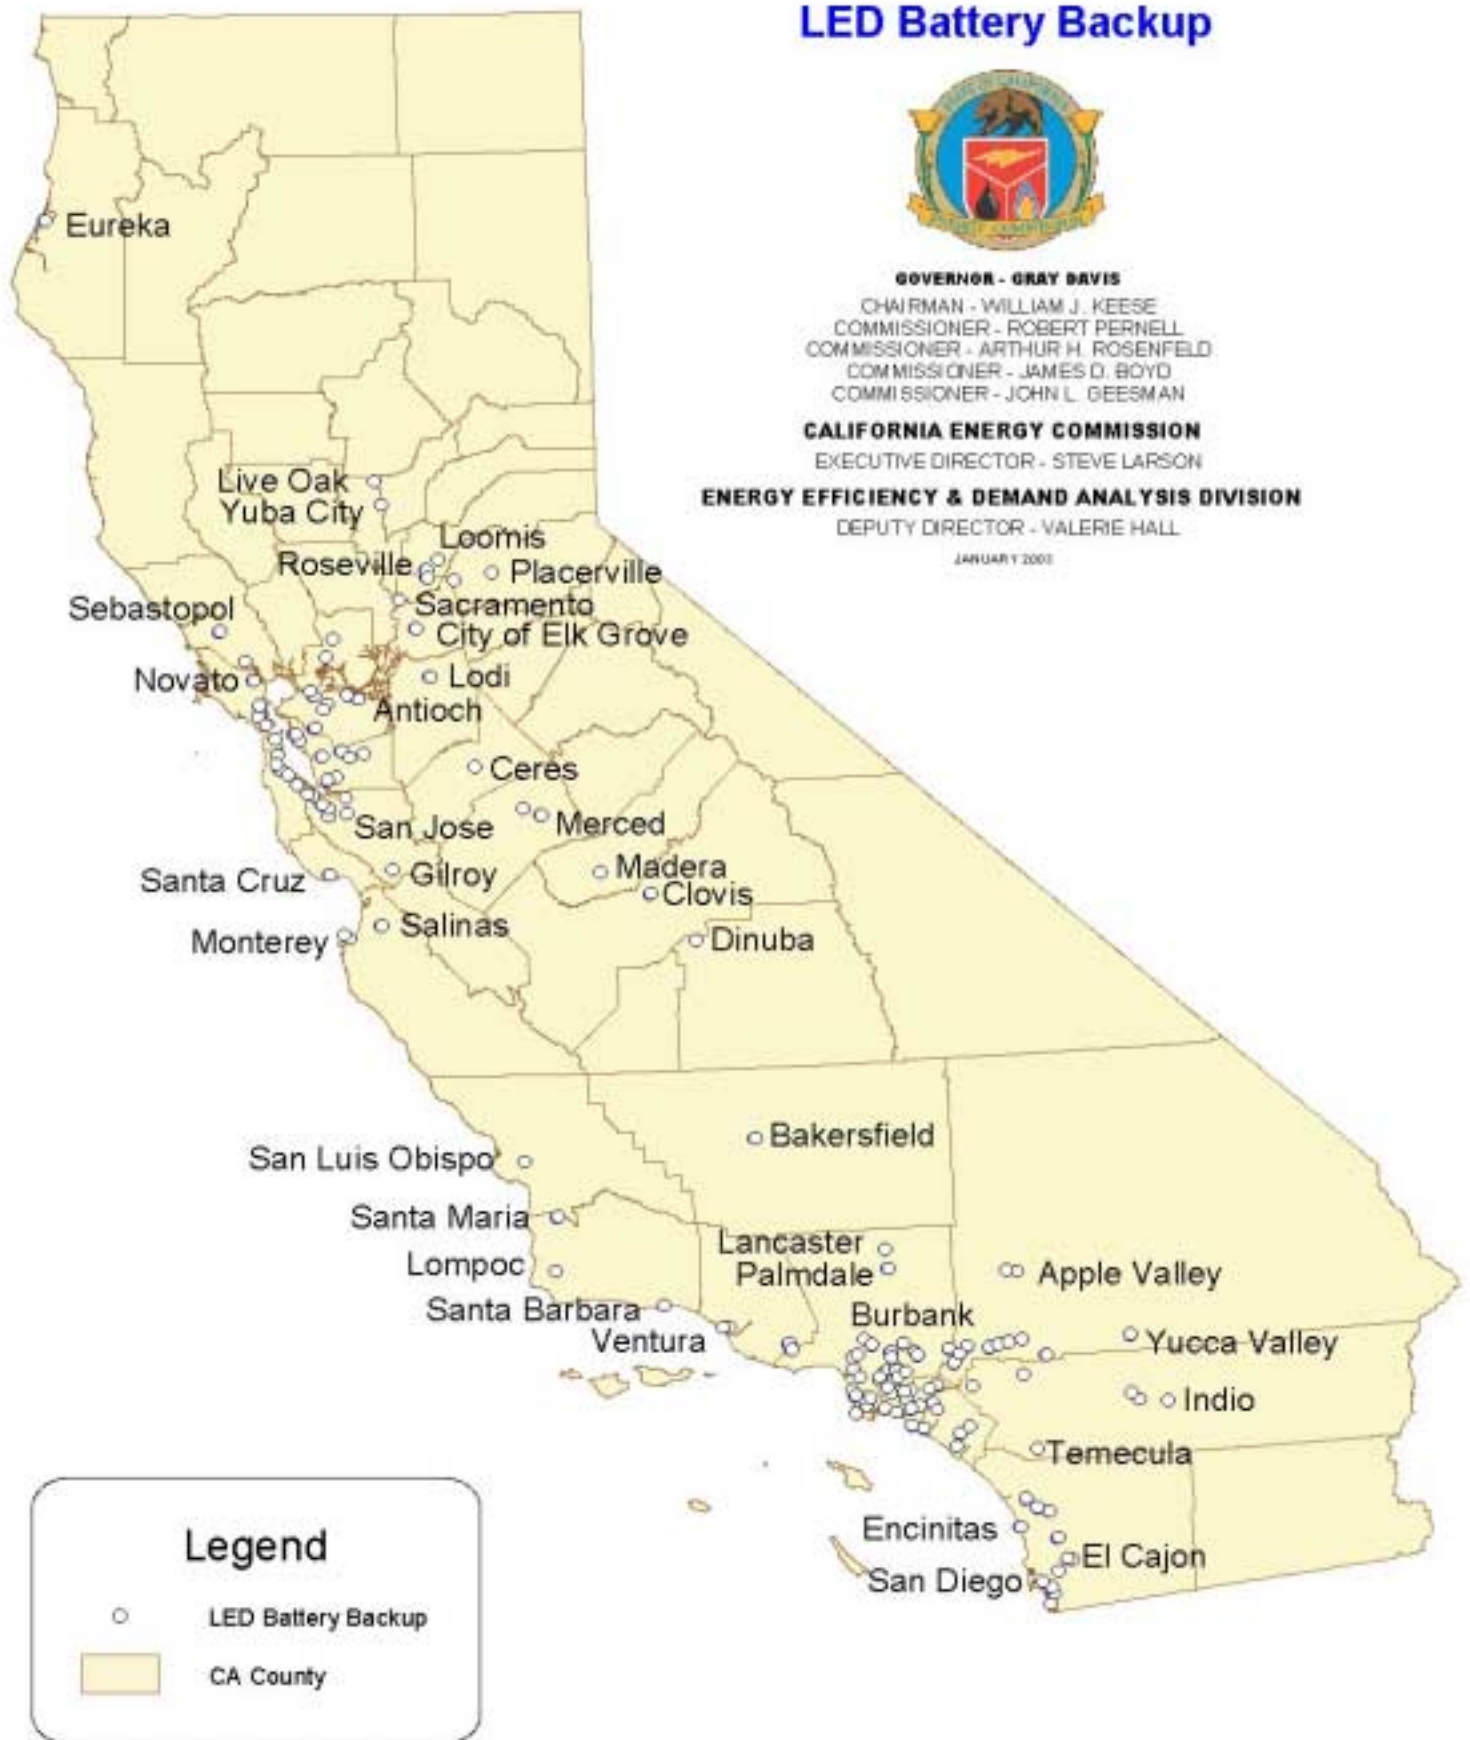 LED Battery Backup
GOVERNOR - GRAY DAVIS
CHAIRMAN - WILLIAM J. KEESE
COMMISSIONER - ROBERT PERNELL
COMMISSIONER - ARTHUR H. ROSENFELD
COMMISSIONER - JAMES D. BOYD
COMMISSIONER - JOHN L. GEESMAN
CALIFORNIA ENERGY COMMISSION
EXECUTIVE DIRECTOR - STEVE LARSON
ENERGY EFFICIENCY & DEMAND ANALYSIS DIVISION
DEPUTY DIRECTOR - VALERIE HALL
JANUARY 2003
Eureka
Live Oak
Yuba City
Loomis
Roseville
Placerville
Sebastopol
Sacramento
City of Elk Grove
Novato
Lodi
Antioch
Ceres
San Jose
Merced
Santa Cruz
Gilroy
Madera
Clovis
Monterey
Salinas
Dinuba
Bakersfield
San Luis Obispo
Santa Maria
Lancaster
Lompoc
Palmdale
Apple Valley
Santa Barbara
Burbank
Ventura
Yucca Valley
Indio
Temecula
Encinitas
El Cajon
San Diego
Legend
LED Battery Backup
CA County